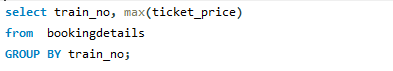 select train_no, max(ticket_price)
from  bookingdetails
GROUP BY train_no;